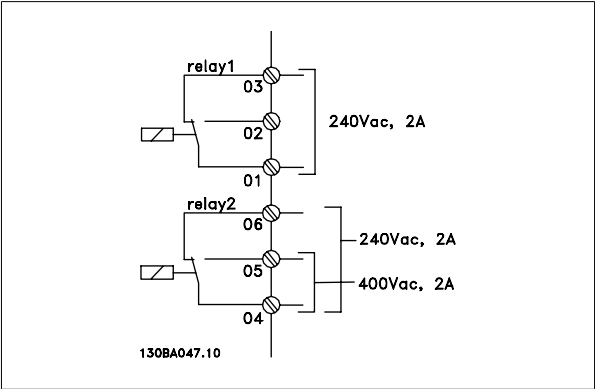 relay1
03
240Vac, 2A
02
01
relay2
06
240Vac, 2A
05
400Vac, 2A
04
130BA047.10